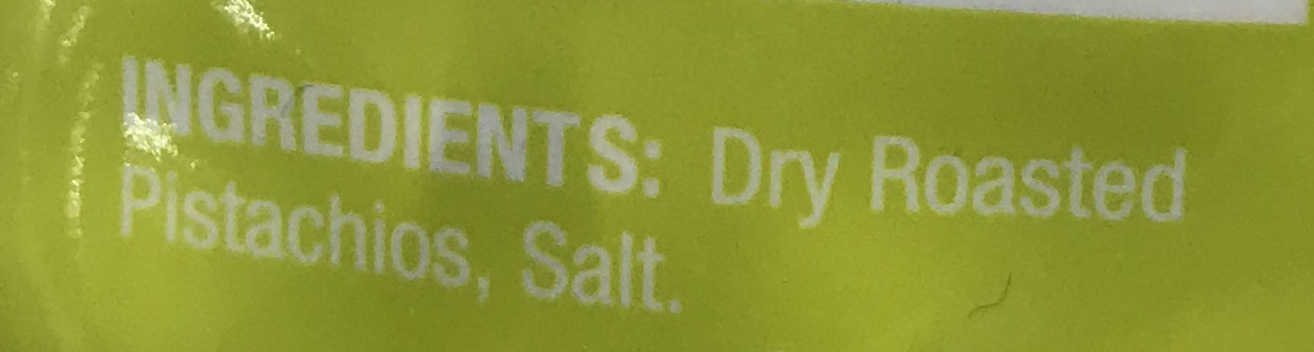 INGREDIENTS: Dry Roasted
Pistachios, Salt.